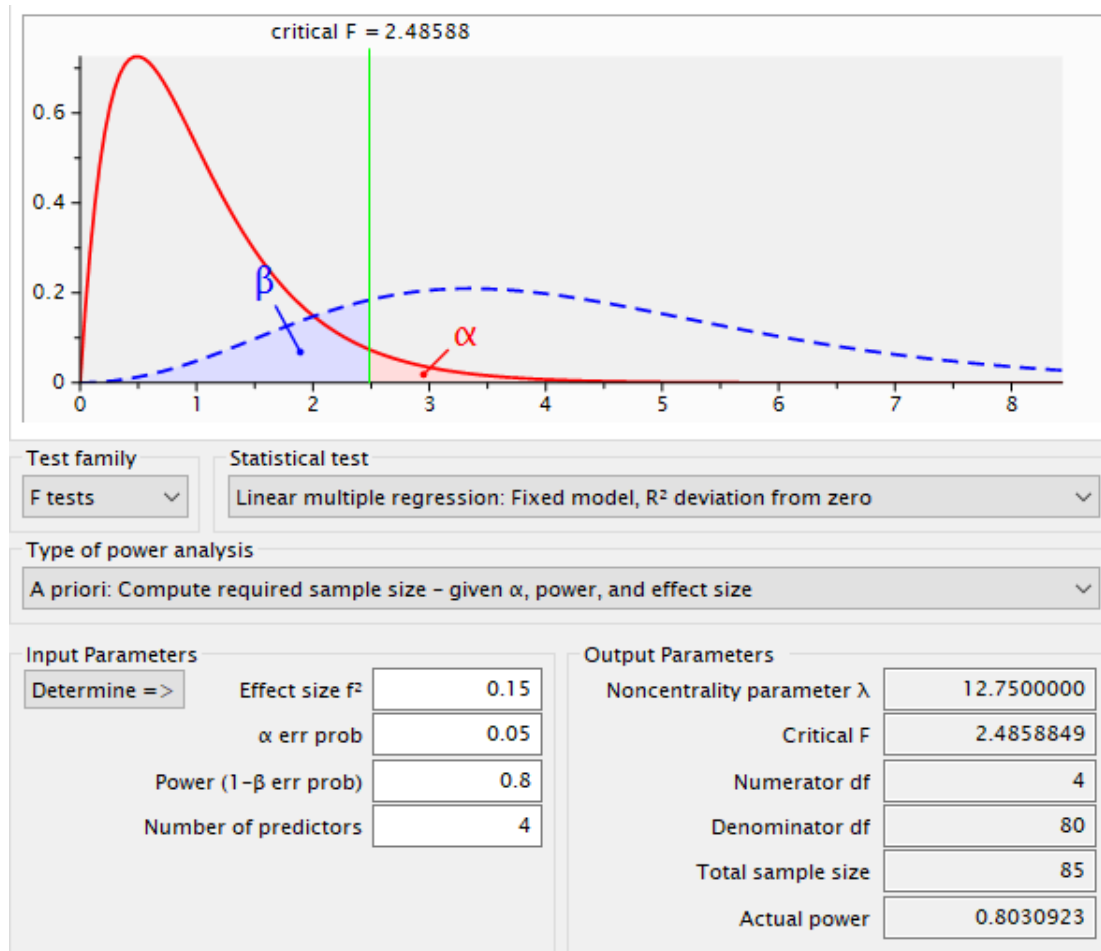 critical F = 2.48588
0.6
0.4
0.2
0
β
α
0 1 2 3 4 5 6 7 8
Test family
Statistical test
F tests
Linear multiple regression: Fixed model, R² deviation from zero
Type of power analysis
A priori: Compute required sample size – given α, power, and effect size
Input Parameters
Output Parameters
Determine => Effect size f² 0.15 Noncentrality parameter λ 12.7500000
α err prob 0.05 Critical F 2.4858849
Power (1–β err prob) 0.8 Numerator df 4
Number of predictors 4 Denominator df 80
Total sample size 85
Actual power 0.8030923